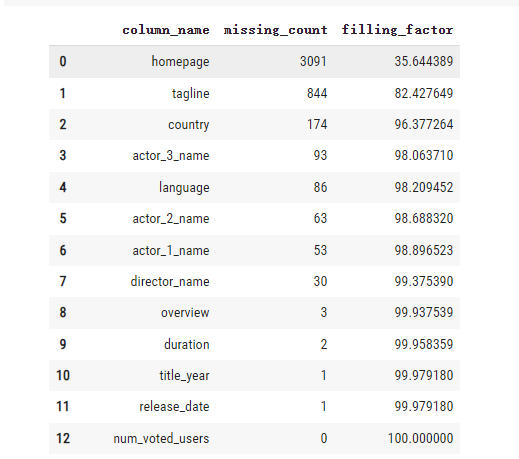 column_name missing_count filling_factor
0 homepage 3091 35.644389
1 tagline 844 82.427649
2 country 174 96.377264
3 actor_3_name 93 98.063710
4 language 86 98.209452
5 actor_2_name 63 98.688320
6 actor_1_name 53 98.896523
7 director_name 30 99.375390
8 overview 3 99.937539
9 duration 2 99.958359
10 title_year 1 99.979180
11 release_date 1 99.979180
12 num_voted_users 0 100.000000